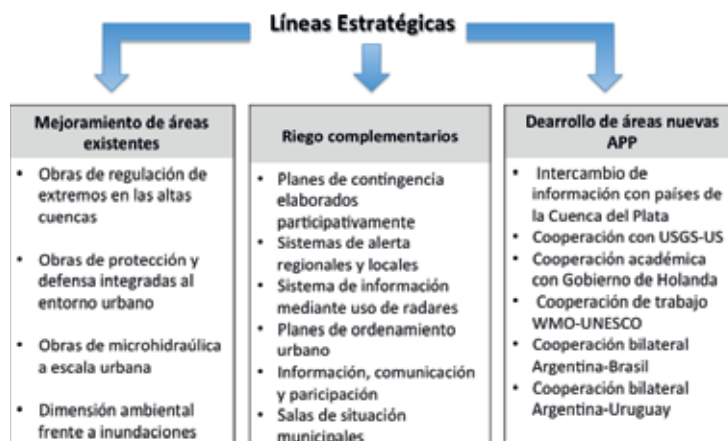 Líneas Estratégicas
Mejoramiento de áreas
existentes
• Obras de regulación de
extremos en las altas
cuencas
• Obras de protección y
defensa integradas al
entorno urbano
• Obras de microhidraúlica
a escala urbana
• Dimensión ambiental
frente a inundaciones
Riego complementarios
• Planes de contingencia
elaborados
participativamente
• Sistemas de alerta
regionales y locales
• Sistema de información
mediante uso de radares
• Planes de ordenamiento
urbano
• Información, comunicación
y paricipación
• Salas de situación
municipales
Dearrollo de áreas nuevas
APP
• Intercambio de
información con países de
la Cuenca del Plata
• Cooperación con USGS-US
• Cooperación académica
con Gobierno de Holanda
• Cooperación de trabajo
WMO-UNESCO
• Cooperación bilateral
Argentina-Brasil
• Cooperación bilateral
Argentina-Uruguay